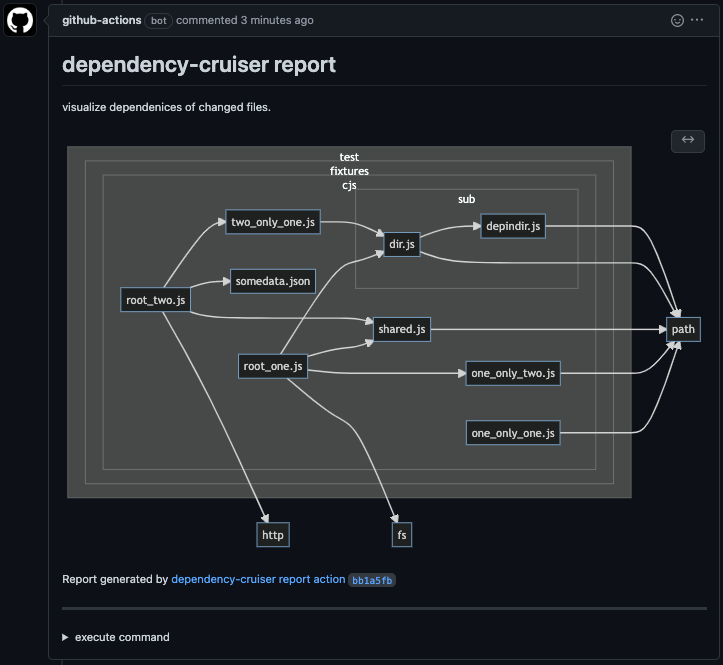 github-actions bot commented 3 minutes ago
dependency-cruiser report
visualize dependenices of changed files.
test
fixtures
cjs
sub
two_only_one.js
depindir.js
dir.js
somedata.json
root_two.js
shared.js
path
root_one.js
one_only_two.js
one_only_one.js
http
fs
Report generated by dependency-cruiser report action bb1a5fb
execute command